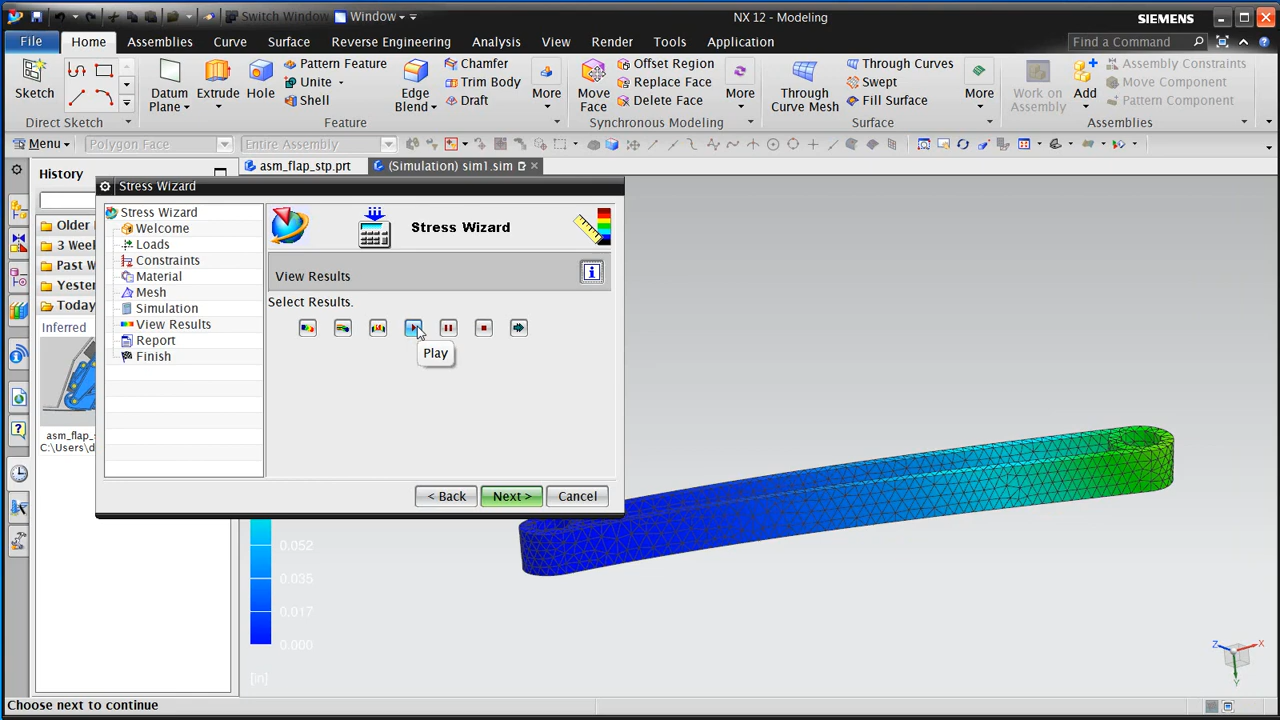 Switch Window Window NX 12 - Modeling SIEMENS
File Home Assemblies Curve Surface Reverse Engineering Analysis View Render Tools Application Find a Command
Sketch
Direct Sketch
Datum Plane
Extrude
Hole
Pattern Feature
Unite
Shell
Edge Blend
Chamfer
Trim Body
Draft
More
Feature
Move Face
Offset Region
Replace Face
Delete Face
More
Synchronous Modeling
Through Curve Mesh
Through Curves
Swept
Fill Surface
More
Surface
Work on Assembly
Add
Assembly Constraints
Move Component
Pattern Component
Assemblies
Menu Polygon Face Entire Assembly
History
asm_flap_stp.prt (Simulation) sim1.sim
Older
3 Week
Past W
Yester
Today
Inferred
asm_flap_s
C:\Users\d
Stress Wizard
Stress Wizard
Welcome
Loads
Constraints
Material
Mesh
Simulation
View Results
Report
Finish
Stress Wizard
View Results
Select Results.
Play
< Back Next > Cancel
0.052
0.035
0.017
0.000
[in]
Z X
Y
Choose next to continue